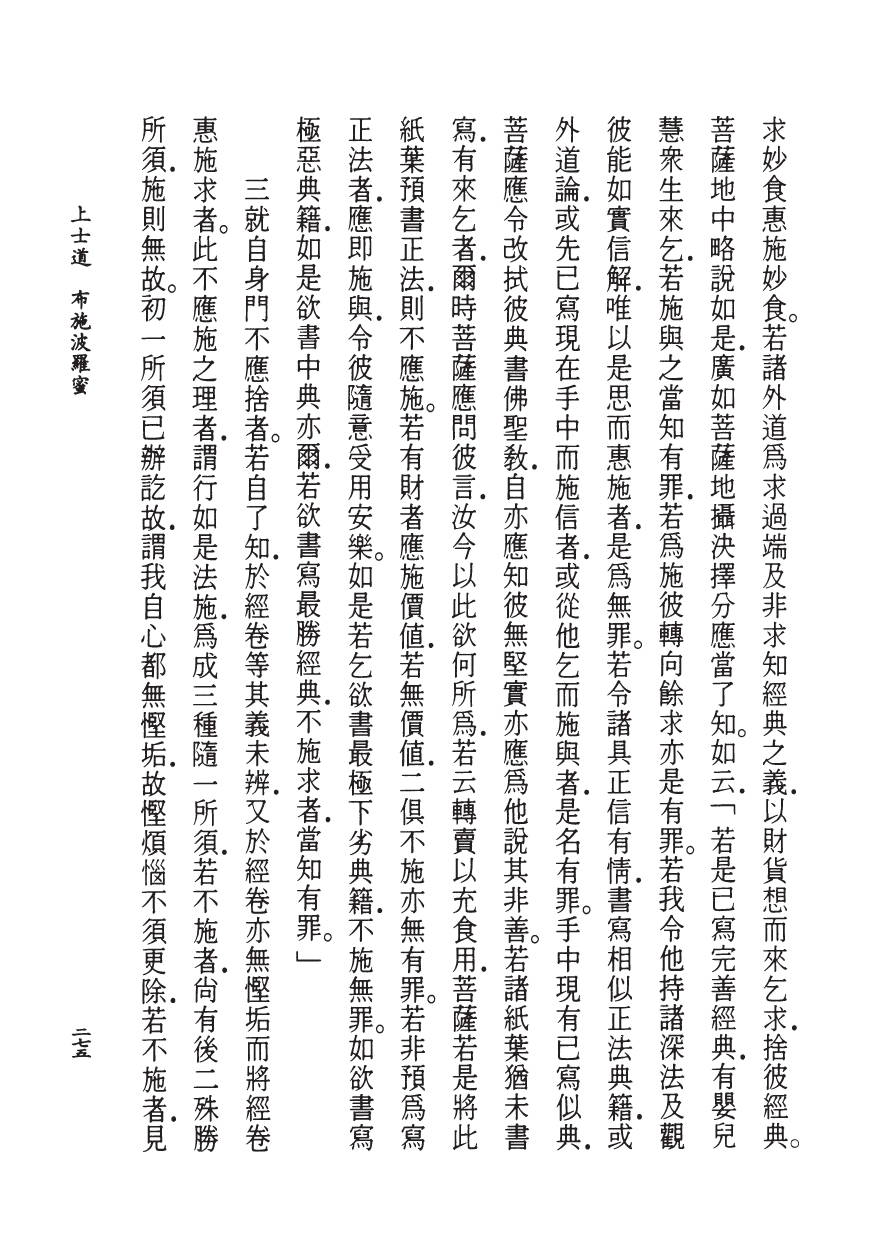 求妙食惠施妙食。若諸外道爲求過端及非求知經典之義．以財貨想而來乞求．捨彼經典。
菩薩地中略說如是．廣如菩薩地攝決擇分應當了知。如云．「若是已寫完善經典．有嬰兒
慧衆生來乞．若施與之當知有罪．若爲施彼轉向餘求亦是有罪。若我令他持諸深法及觀
彼能如實信解．唯以是思而惠施者．是爲無罪。若令諸具正信有情．書寫相似正法典籍．或
外道論．或先已寫現在手中而施信者．或從他乞而施與者．是名有罪。手中現有已寫似典．
菩薩應令改拭彼典書佛聖敎．自亦應知彼無堅實亦應爲他說其非善。若諸紙葉猶未書
寫．有來乞者．爾時菩薩應問彼言．汝今以此欲何所爲．若云轉賣以充食用．菩薩若是將此
紙葉預書正法．則不應施。若有財者應施價値．若無價値．二俱不施亦無有罪。若非預爲寫
正法者．應卽施與．令彼隨意受用安樂。如是若乞欲書最極下劣典籍．不施無罪。如欲書寫
極惡典籍．如是欲書中典亦爾．若欲書寫最勝經典．不施求者．當知有罪。」
三就自身門不應捨者。若自了知．於經卷等其義未辨．又於經卷亦無慳垢而將經卷
惠施求者。此不應施之理者．謂行如是法施．爲成三種隨一所須．若不施者．尙有後二殊勝
所須．施則無故。初一所須已辦訖故．謂我自心都無慳垢．故慳煩惱不須更除．若不施者．見
上士道　布施波羅蜜
二七五